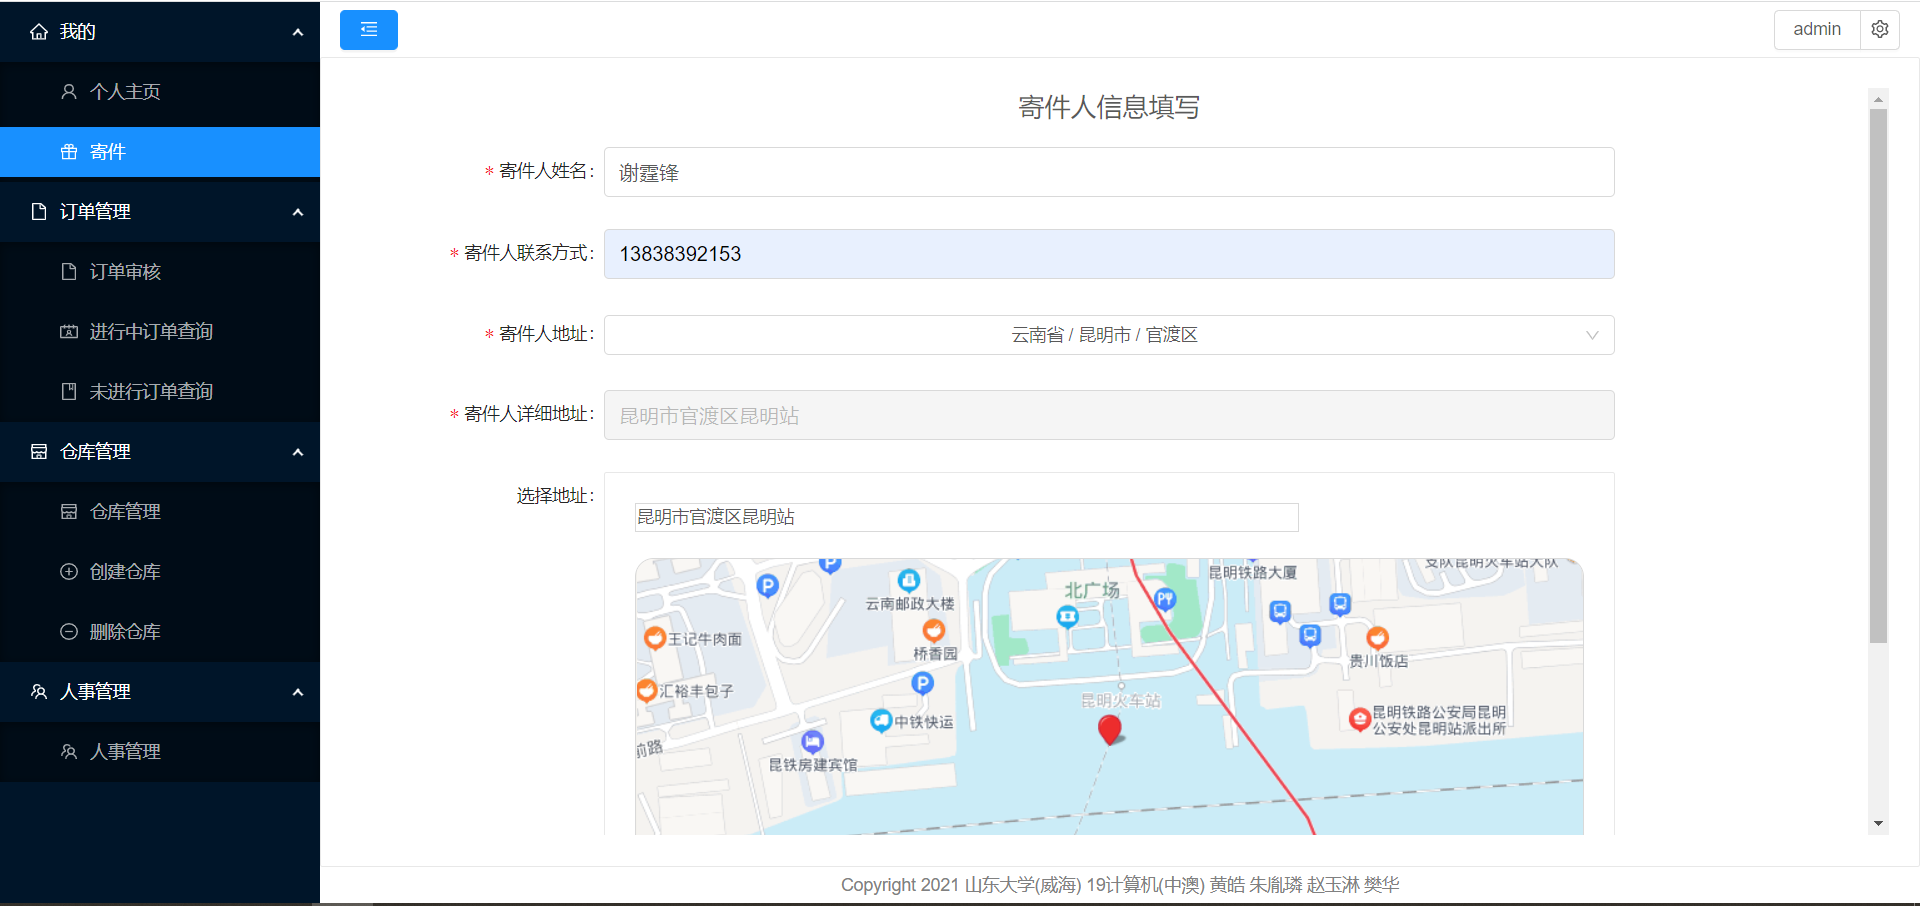 我的
个人主页
寄件
订单管理
订单审核
进行中订单查询
未进行订单查询
仓库管理
仓库管理
创建仓库
删除仓库
人事管理
人事管理
admin
寄件人信息填写
* 寄件人姓名:
谢霆锋
* 寄件人联系方式:
13838392153
* 寄件人地址:
云南省 / 昆明市 / 官渡区
* 寄件人详细地址:
昆明市官渡区昆明站
选择地址:
昆明市官渡区昆明站
P
P
云南邮政大楼
北广场
昆明铁路大厦
支队昆明火车站大队
王记牛肉面
桥香园
贵川饭店
汇裕丰包子
P
昆明火车站
中铁快运
昆明铁路公安局昆明
公安处昆明站派出所
前路
昆铁房建宾馆
Copyright 2021 山东大学(威海) 19计算机(中澳) 黄皓 朱胤璘 赵玉淋 樊华